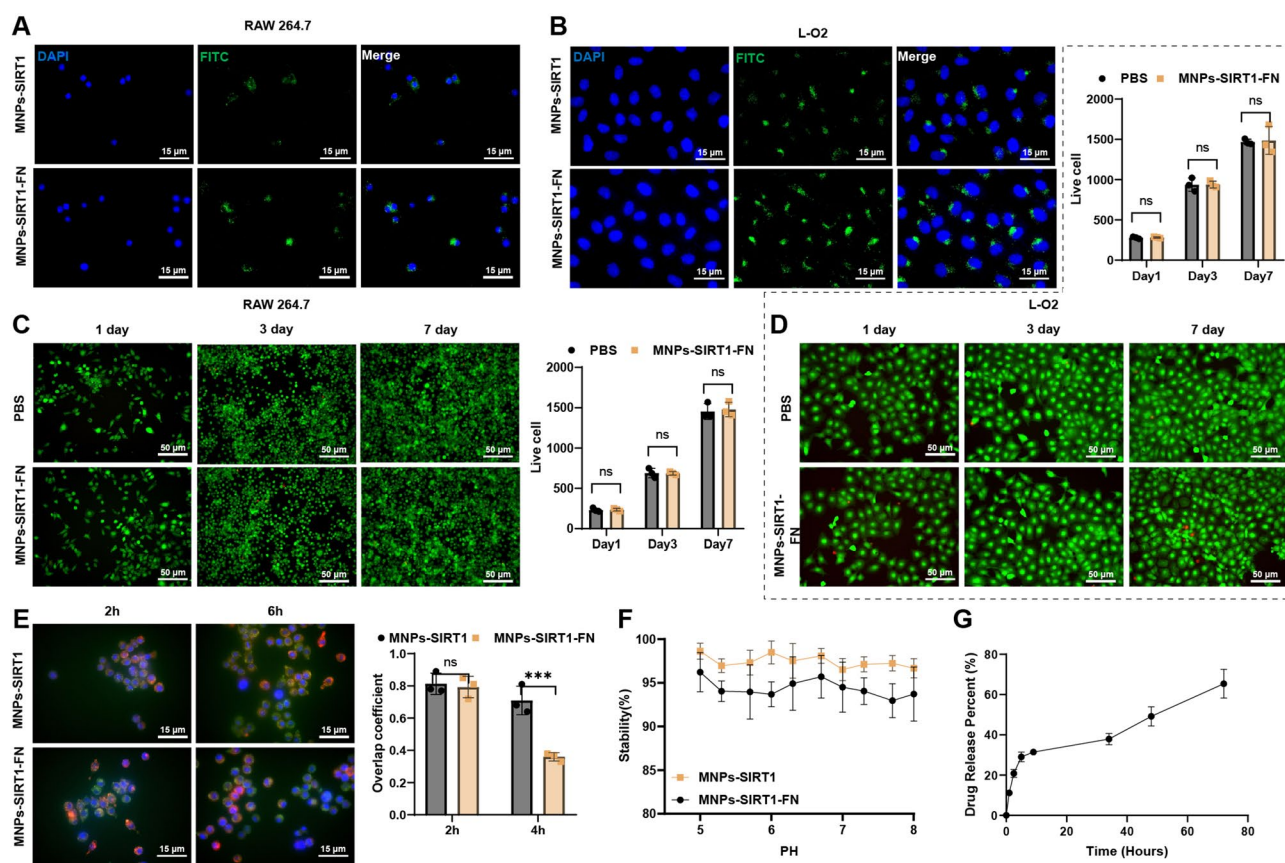 A
RAW 264.7
MNPs-SIRT1
DAPI
FITC
Merge
15 µm
15 µm
15 µm
MNPs-SIRT1-FN
15 µm
15 µm
15 µm
B
L-O2
MNPs-SIRT1
DAPI
FITC
Merge
15 µm
15 µm
15 µm
MNPs-SIRT1-FN
15 µm
15 µm
15 µm
PBS MNPs-SIRT1-FN
Live cell
2000
1500
1000
500
0
ns
ns
ns
Day1 Day3 Day7
C
RAW 264.7
1 day 3 day 7 day
PBS
50 µm
50 µm
50 µm
MNPs-SIRT1-FN
50 µm
50 µm
50 µm
PBS MNPs-SIRT1-FN
Live cell
2000
1500
1000
500
0
ns
ns
ns
Day1 Day3 Day7
D
L-O2
1 day 3 day 7 day
PBS
50 µm
50 µm
50 µm
MNPs-SIRT1-
FN
50 µm
50 µm
50 µm
E
2h 6h
MNPs-SIRT1
15 µm
15 µm
MNPs-SIRT1-FN
15 µm
15 µm
MNPs-SIRT1 MNPs-SIRT1-FN
Overlap coefficient
1.0
0.8
0.6
0.4
0.2
0.0
ns
***
2h 4h
F
Stability(%)
100
95
90
85
80
MNPs-SIRT1
MNPs-SIRT1-FN
5 6 7 8
PH
G
Drug Release Percent (%)
80
60
40
20
0
0 20 40 60 80
Time (Hours)